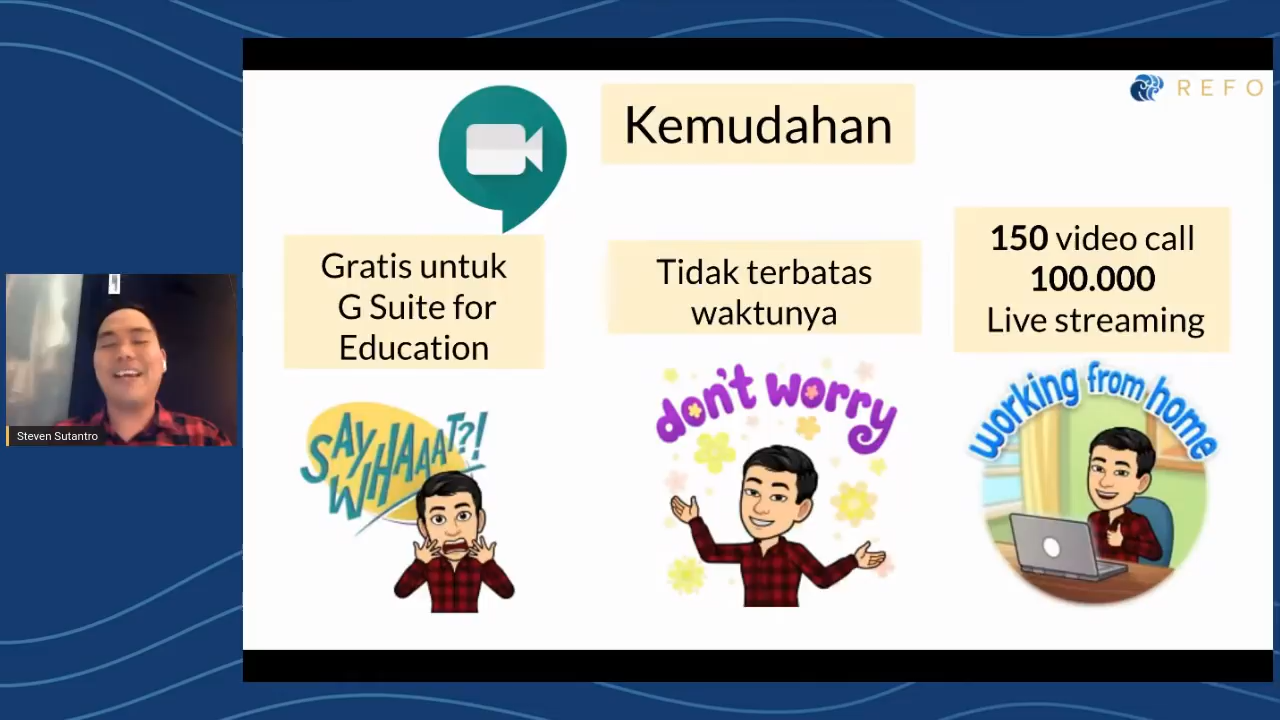 REFO
Kemudahan
Gratis untuk
G Suite for
Education
Tidak terbatas
waktunya
150 video call
100.000
Live streaming
SAY
WHAAAT?!
don't worry
working from home
Steven Sutantro